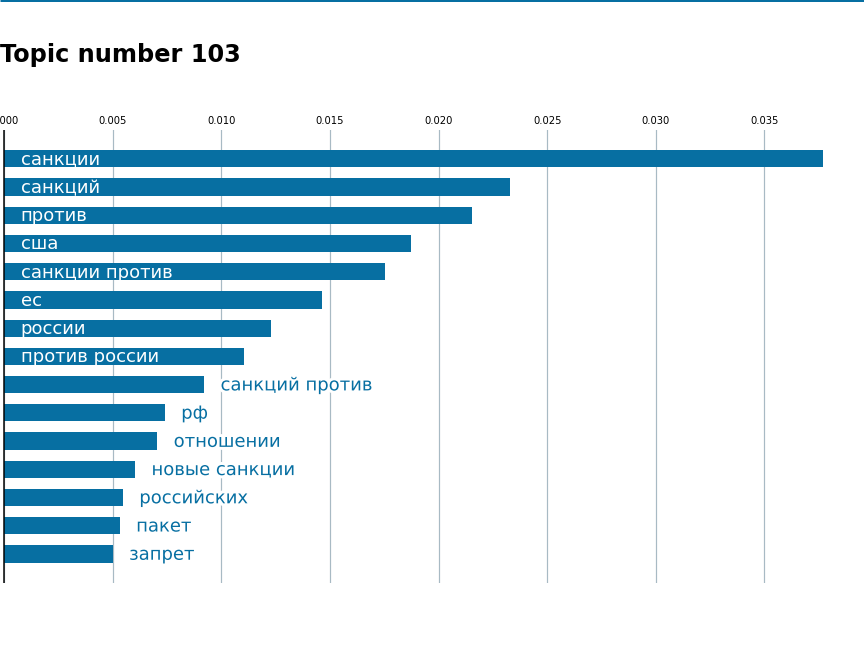 Topic number 103
000 0.005 0.010 0.015 0.020 0.025 0.030 0.035
санкции
санкций
против
сша
санкции против
ес
россии
против россии
санкций против
рф
отношении
новые санкции
российских
пакет
запрет